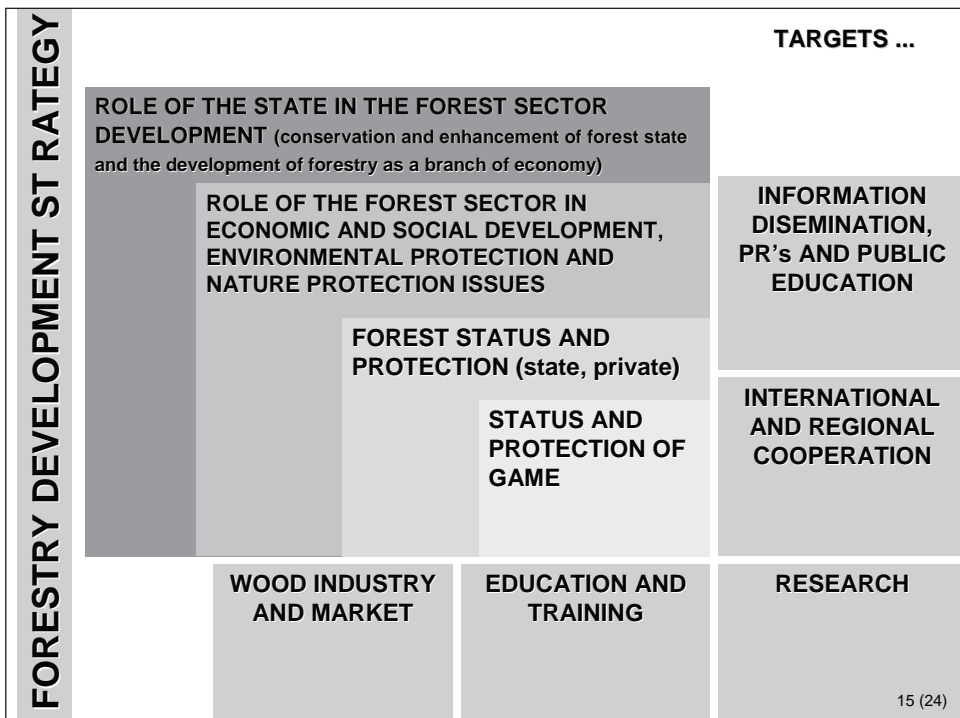 FORESTRY DEVELOPMENT ST RATEGY
TARGETS ...
ROLE OF THE STATE IN THE FOREST SECTOR
DEVELOPMENT (conservation and enhancement of forest state
and the development of forestry as a branch of economy)
ROLE OF THE FOREST SECTOR IN
ECONOMIC AND SOCIAL DEVELOPMENT,
ENVIRONMENTAL PROTECTION AND
NATURE PROTECTION ISSUES
FOREST STATUS AND
PROTECTION (state, private)
STATUS AND
PROTECTION OF
GAME
INFORMATION
DISEMINATION,
PR’s AND PUBLIC
EDUCATION
INTERNATIONAL
AND REGIONAL
COOPERATION
WOOD INDUSTRY
AND MARKET
EDUCATION AND
TRAINING
RESEARCH
15 (24)